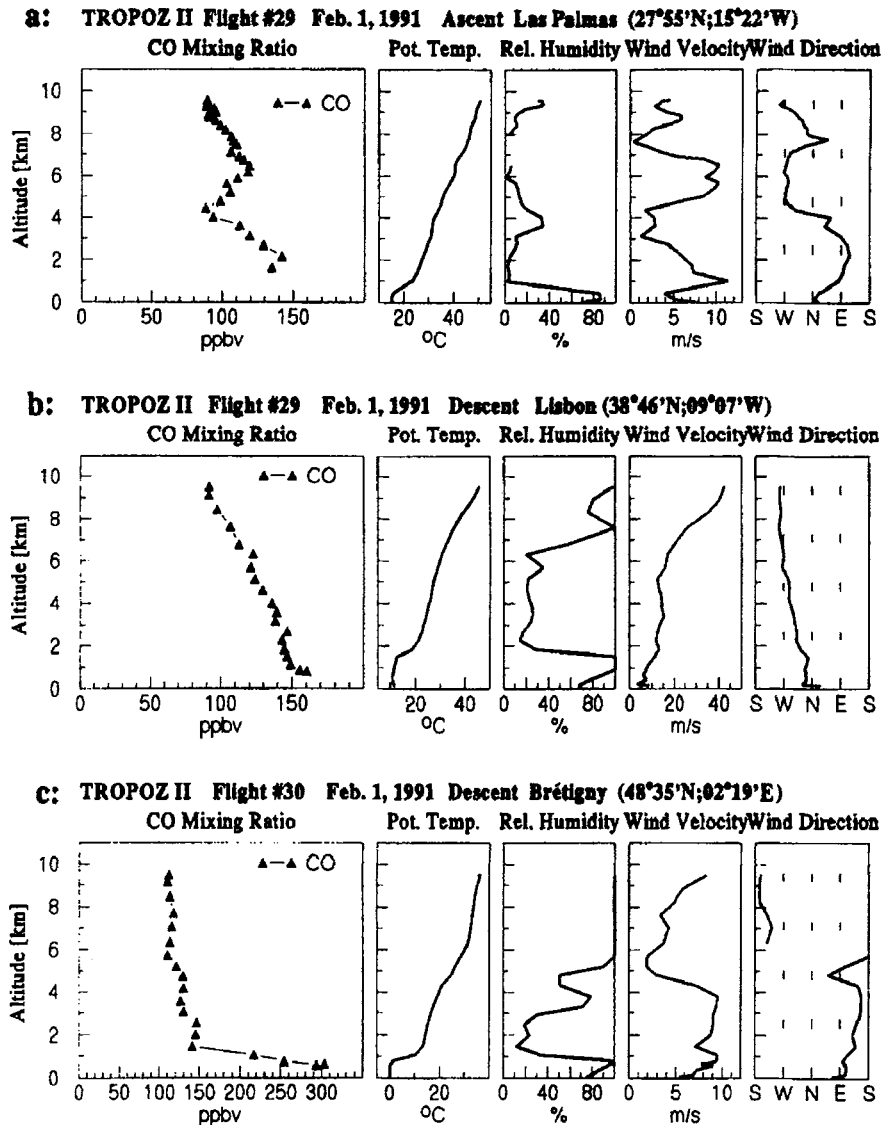 a: TROPOZ II Flight #29 Feb. 1, 1991 Ascent Las Palmas (27°55'N;15°22'W)
CO Mixing Ratio Pot. Temp. Rel. Humidity Wind Velocity Wind Direction
CO
Altitude [km]
10
8
6
4
2
0
0 50 100 150 20 40 0 40 80 0 5 10 S W N E S
ppbv °C % m/s
b: TROPOZ II Flight #29 Feb. 1, 1991 Descent Lisbon (38°46'N;09°07'W)
CO Mixing Ratio Pot. Temp. Rel. Humidity Wind Velocity Wind Direction
CO
Altitude [km]
10
8
6
4
2
0
0 50 100 150 20 40 0 40 80 0 20 40 S W N E S
ppbv °C % m/s
c: TROPOZ II Flight #30 Feb. 1, 1991 Descent Brétigny (48°35'N;02°19'E)
CO Mixing Ratio Pot. Temp. Rel. Humidity Wind Velocity Wind Direction
CO
Altitude [km]
10
8
6
4
2
0
0 50 100 150 200 250 300 0 20 0 40 80 0 5 10 S W N E S
ppbv °C % m/s